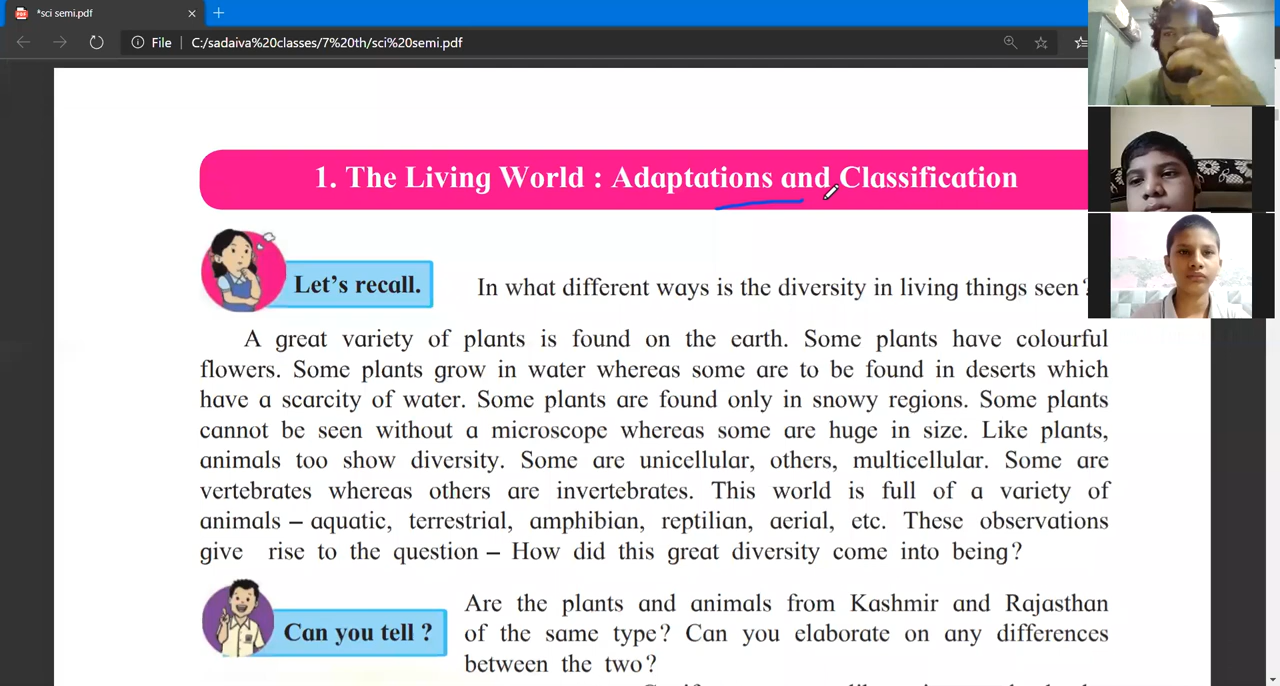 *sci semi.pdf
File
C:/sadaiva%20classes/7%20th/sci%20semi.pdf
1. The Living World : Adaptations and Classification
Let's recall.
In what different ways is the diversity in living things seen?
A great variety of plants is found on the earth. Some plants have colourful
flowers. Some plants grow in water whereas some are to be found in deserts which
have a scarcity of water. Some plants are found only in snowy regions. Some plants
cannot be seen without a microscope whereas some are huge in size. Like plants,
animals too show diversity. Some are unicellular, others, multicellular. Some are
vertebrates whereas others are invertebrates. This world is full of a variety of
animals – aquatic, terrestrial, amphibian, reptilian, aerial, etc. These observations
give rise to the question – How did this great diversity come into being?
Can you tell ?
Are the plants and animals from Kashmir and Rajasthan
of the same type? Can you elaborate on any differences
between the two?